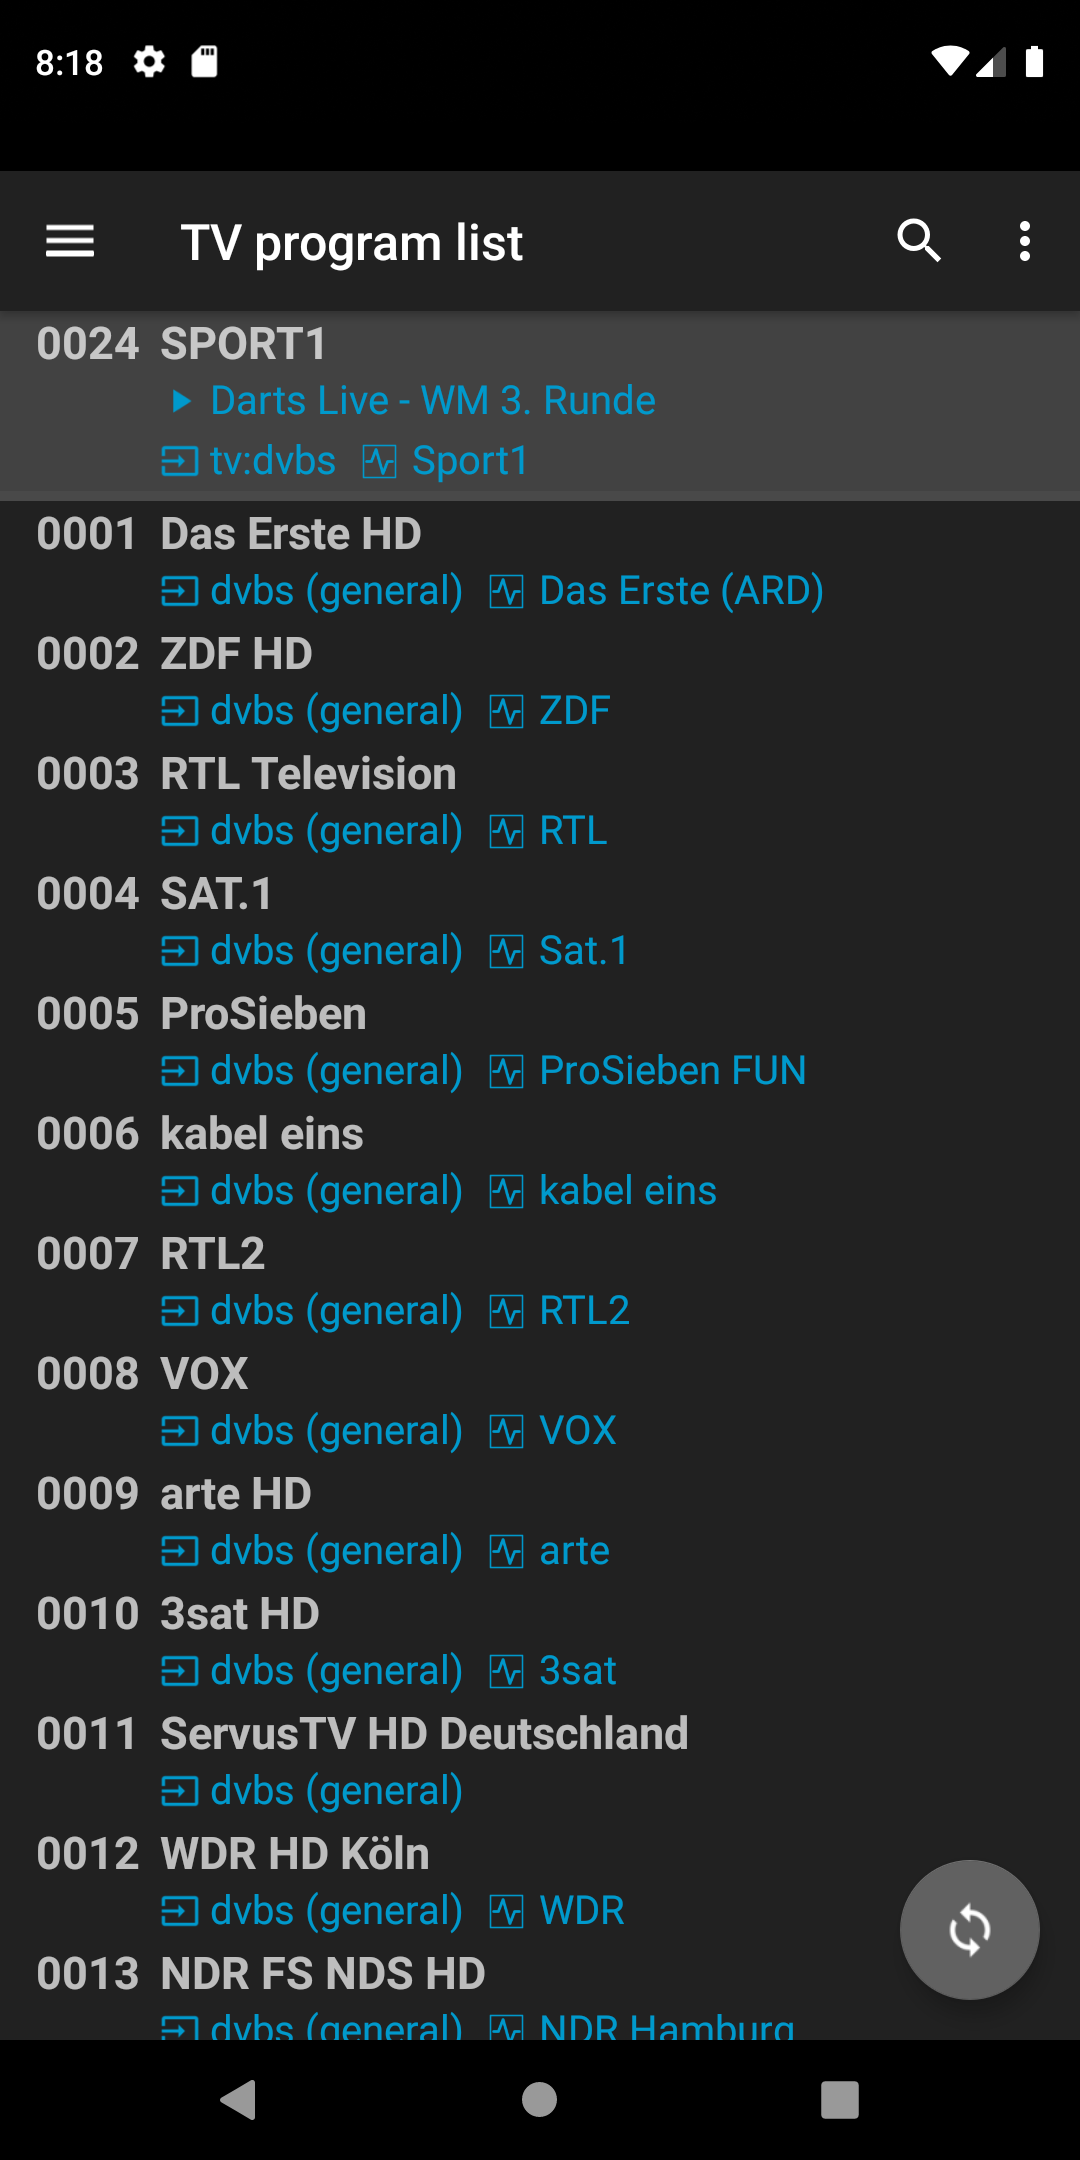 8:18
TV program list
0024 SPORT1
Darts Live - WM 3. Runde
tv:dvbs Sport1
0001 Das Erste HD
dvbs (general) Das Erste (ARD)
0002 ZDF HD
dvbs (general) ZDF
0003 RTL Television
dvbs (general) RTL
0004 SAT.1
dvbs (general) Sat.1
0005 ProSieben
dvbs (general) ProSieben FUN
0006 kabel eins
dvbs (general) kabel eins
0007 RTL2
dvbs (general) RTL2
0008 VOX
dvbs (general) VOX
0009 arte HD
dvbs (general) arte
0010 3sat HD
dvbs (general) 3sat
0011 ServusTV HD Deutschland
dvbs (general)
0012 WDR HD Köln
dvbs (general) WDR
0013 NDR FS NDS HD
dvbs (general) NDR Hamburg